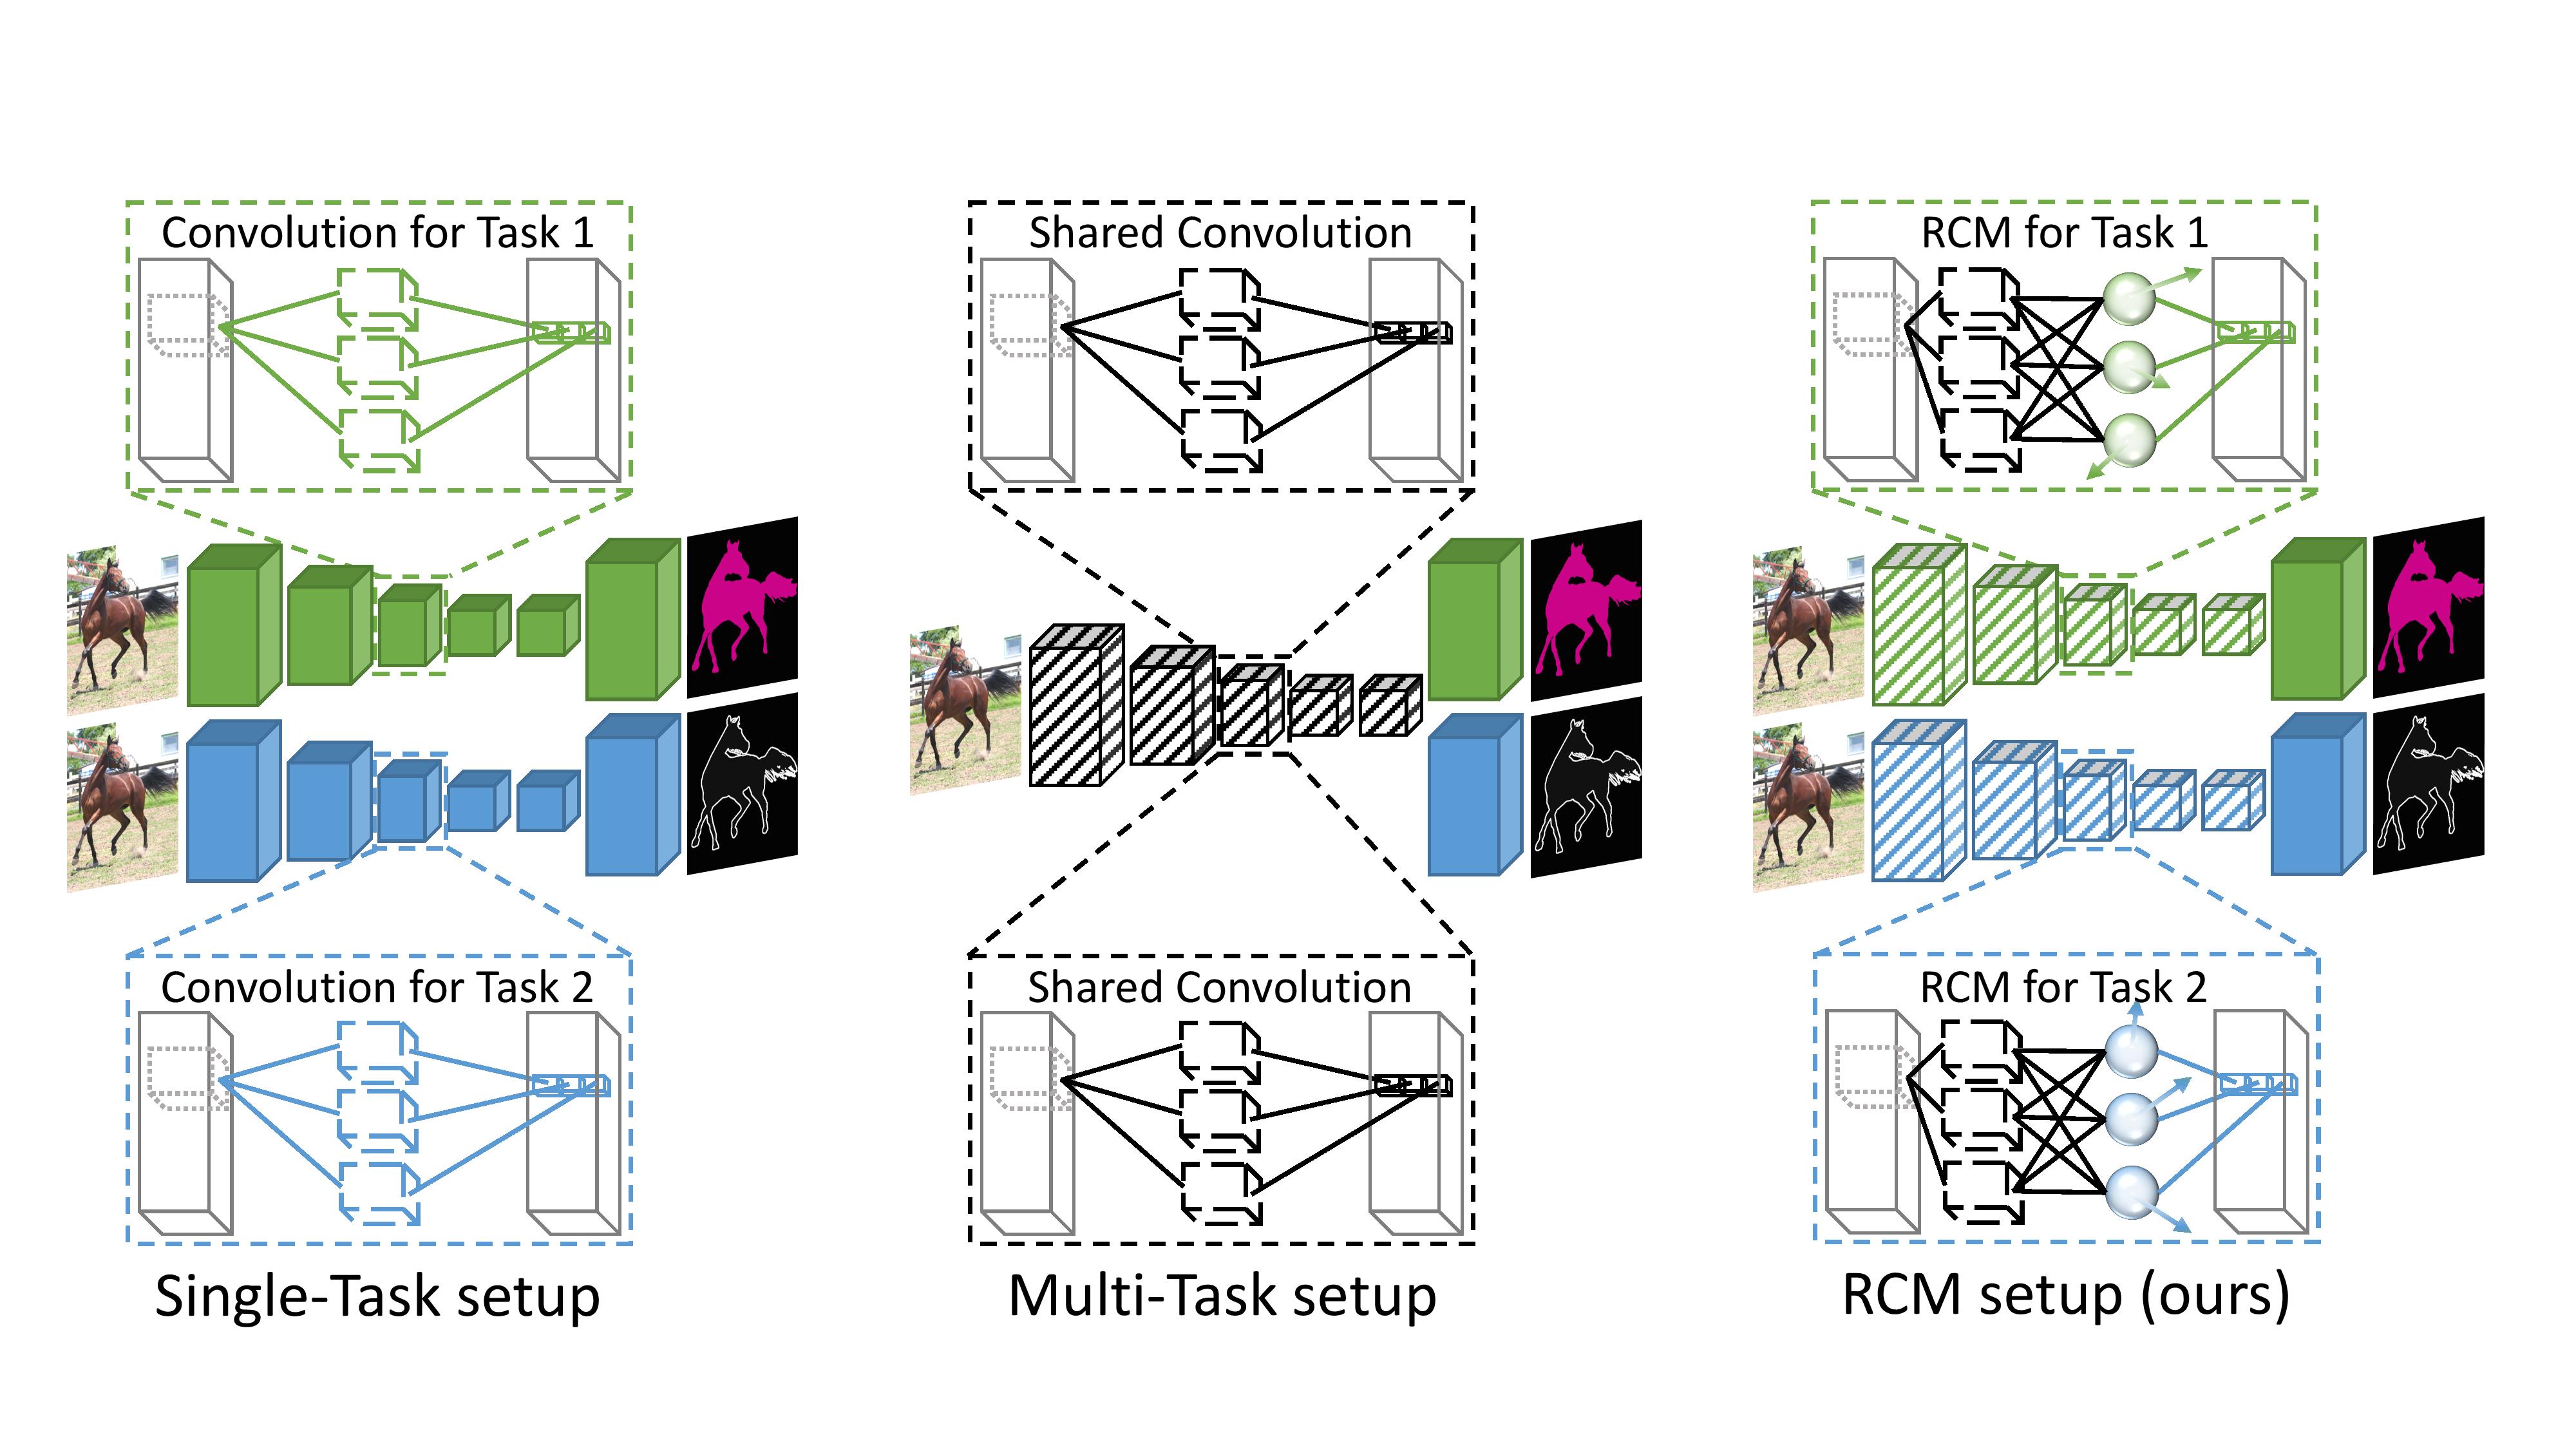 Convolution for Task 1
Shared Convolution
RCM for Task 1
Convolution for Task 2
Shared Convolution
RCM for Task 2
Single-Task setup
Multi-Task setup
RCM setup (ours)